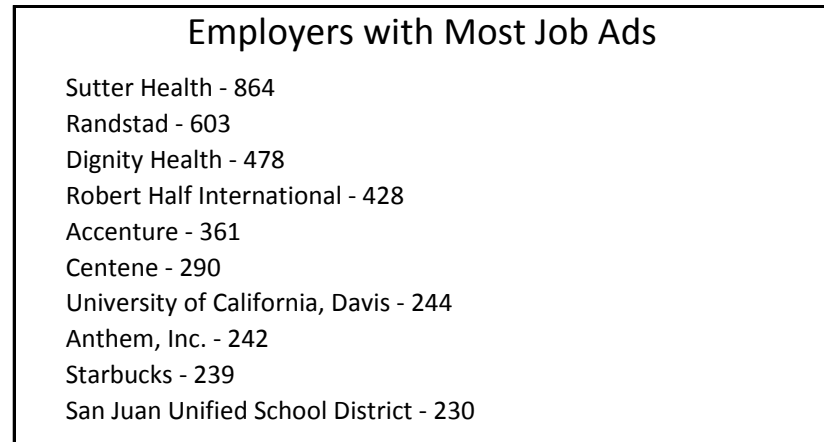 Employers with Most Job Ads
Sutter Health - 864
Randstad - 603
Dignity Health - 478
Robert Half International - 428
Accenture - 361
Centene - 290
University of California, Davis - 244
Anthem, Inc. - 242
Starbucks - 239
San Juan Unified School District - 230